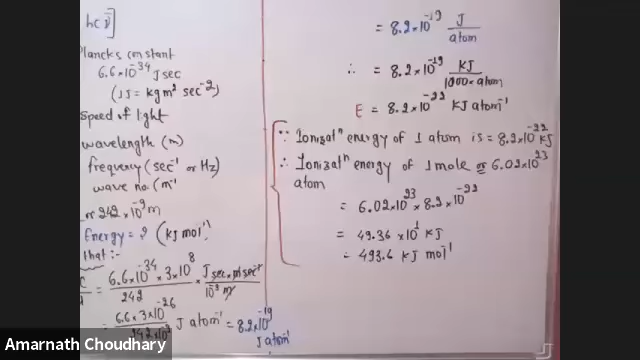 hcν̄]
Plancks constant
6.6×10⁻³⁴ J sec
(1J = kgm² sec⁻²)
Speed of light
wavelength (m)
frequency (sec⁻¹ or Hz)
wave no. (m⁻¹
or 242 × 10⁻⁹ m
Energy = ? (KJ mol⁻¹)
that :-
= 6.6×10⁻³⁴ × 3×10⁸ / 242 × J sec × m sec⁻¹ / 10⁻⁹ m
= 6.6 × 3×10⁻²⁶ J atom⁻¹ = 8.2×10⁻¹⁹
J atom⁻¹
= 8.2×10⁻¹⁹ J / atom
∴ = 8.2×10⁻¹⁹ KJ / 1000 × atom
E = 8.2×10⁻²² KJ atom⁻¹
∵ Ionizatⁿ energy of 1 atom is = 8.2×10⁻²² KJ
∴ Ionizatⁿ energy of 1 mole or 6.02×10²³
atom
= 6.02×10²³ × 8.2×10⁻²²
= 49.36 × 10¹ KJ
= 493.6 KJ mol⁻¹
Amarnath Choudhary